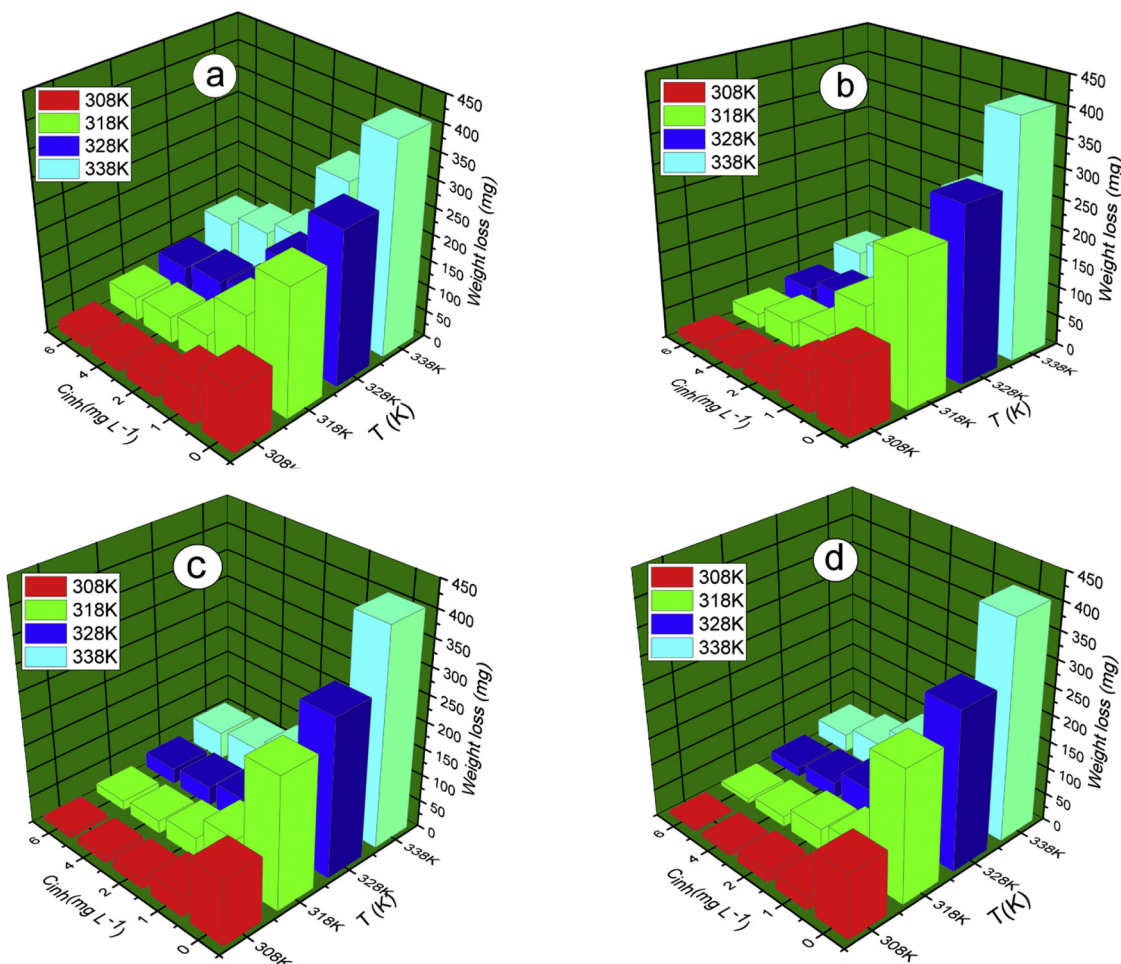 a
308K
318K
328K
338K
450
400
350
300
250
200
150
100
50
0
Weight loss (mg)
6
4
2
1
0
Cinh(mg L-1)
308K
318K
328K
338K
T (K)
b
308K
318K
328K
338K
450
400
350
300
250
200
150
100
50
0
Weight loss (mg)
6
4
2
1
0
Cinh(mg L-1)
308K
318K
328K
338K
T (K)
c
308K
318K
328K
338K
450
400
350
300
250
200
150
100
50
0
Weight loss (mg)
6
4
2
1
0
Cinh(mg L-1)
308K
318K
328K
338K
T (K)
d
308K
318K
328K
338K
450
400
350
300
250
200
150
100
50
0
Weight loss (mg)
6
4
2
1
0
Cinh(mg L-1)
308K
318K
328K
338K
T(K)